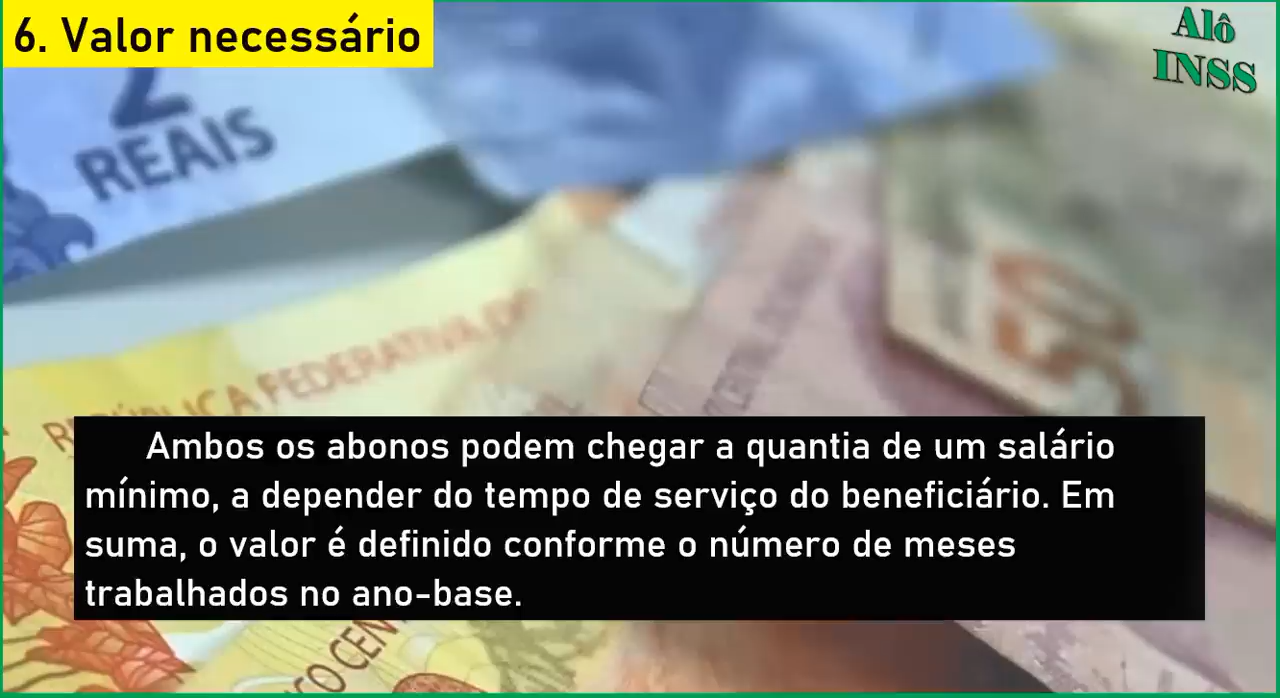 6. Valor necessário
Alô
INSS
2
REAIS
REPÚBLICA FEDERATIVA DO
Ambos os abonos podem chegar a quantia de um salário
mínimo, a depender do tempo de serviço do beneficiário. Em
suma, o valor é definido conforme o número de meses
trabalhados no ano-base.